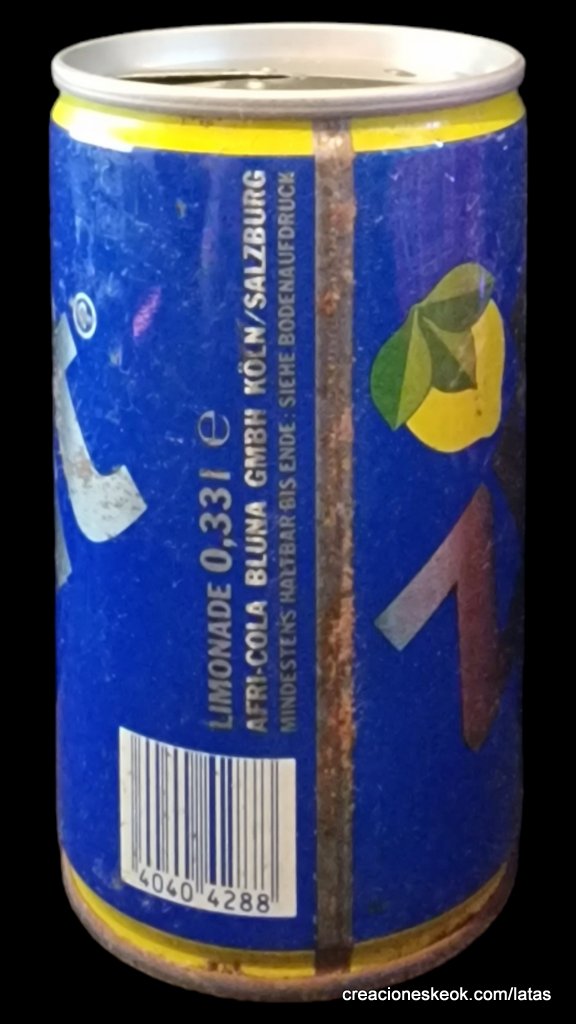 ®
LIMONADE 0,33 l e
AFRI-COLA BLUNA GMBH KÖLN/SALZBURG
MINDESTENS HALTBAR BIS ENDE: SIEHE BODENAUFDRUCK
4040 4288
creacioneskeok.com/latas